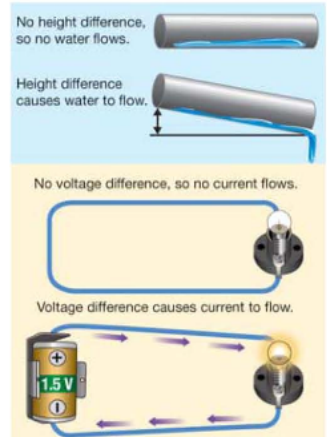 No height difference,
so no water flows.
Height difference
causes water to flow.
No voltage difference, so no current flows.
Voltage difference causes current to flow.
+
1.5 V
−